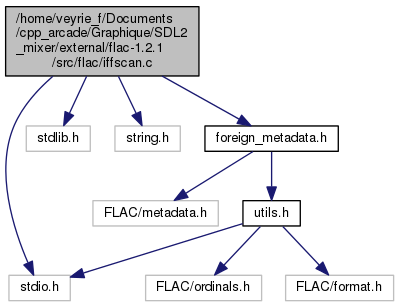 /home/veyrie_f/Documents
/cpp_arcade/Graphique/SDL2
_mixer/external/flac-1.2.1
/src/flac/iffscan.c
stdlib.h
string.h
foreign_metadata.h
FLAC/metadata.h
utils.h
stdio.h
FLAC/ordinals.h
FLAC/format.h